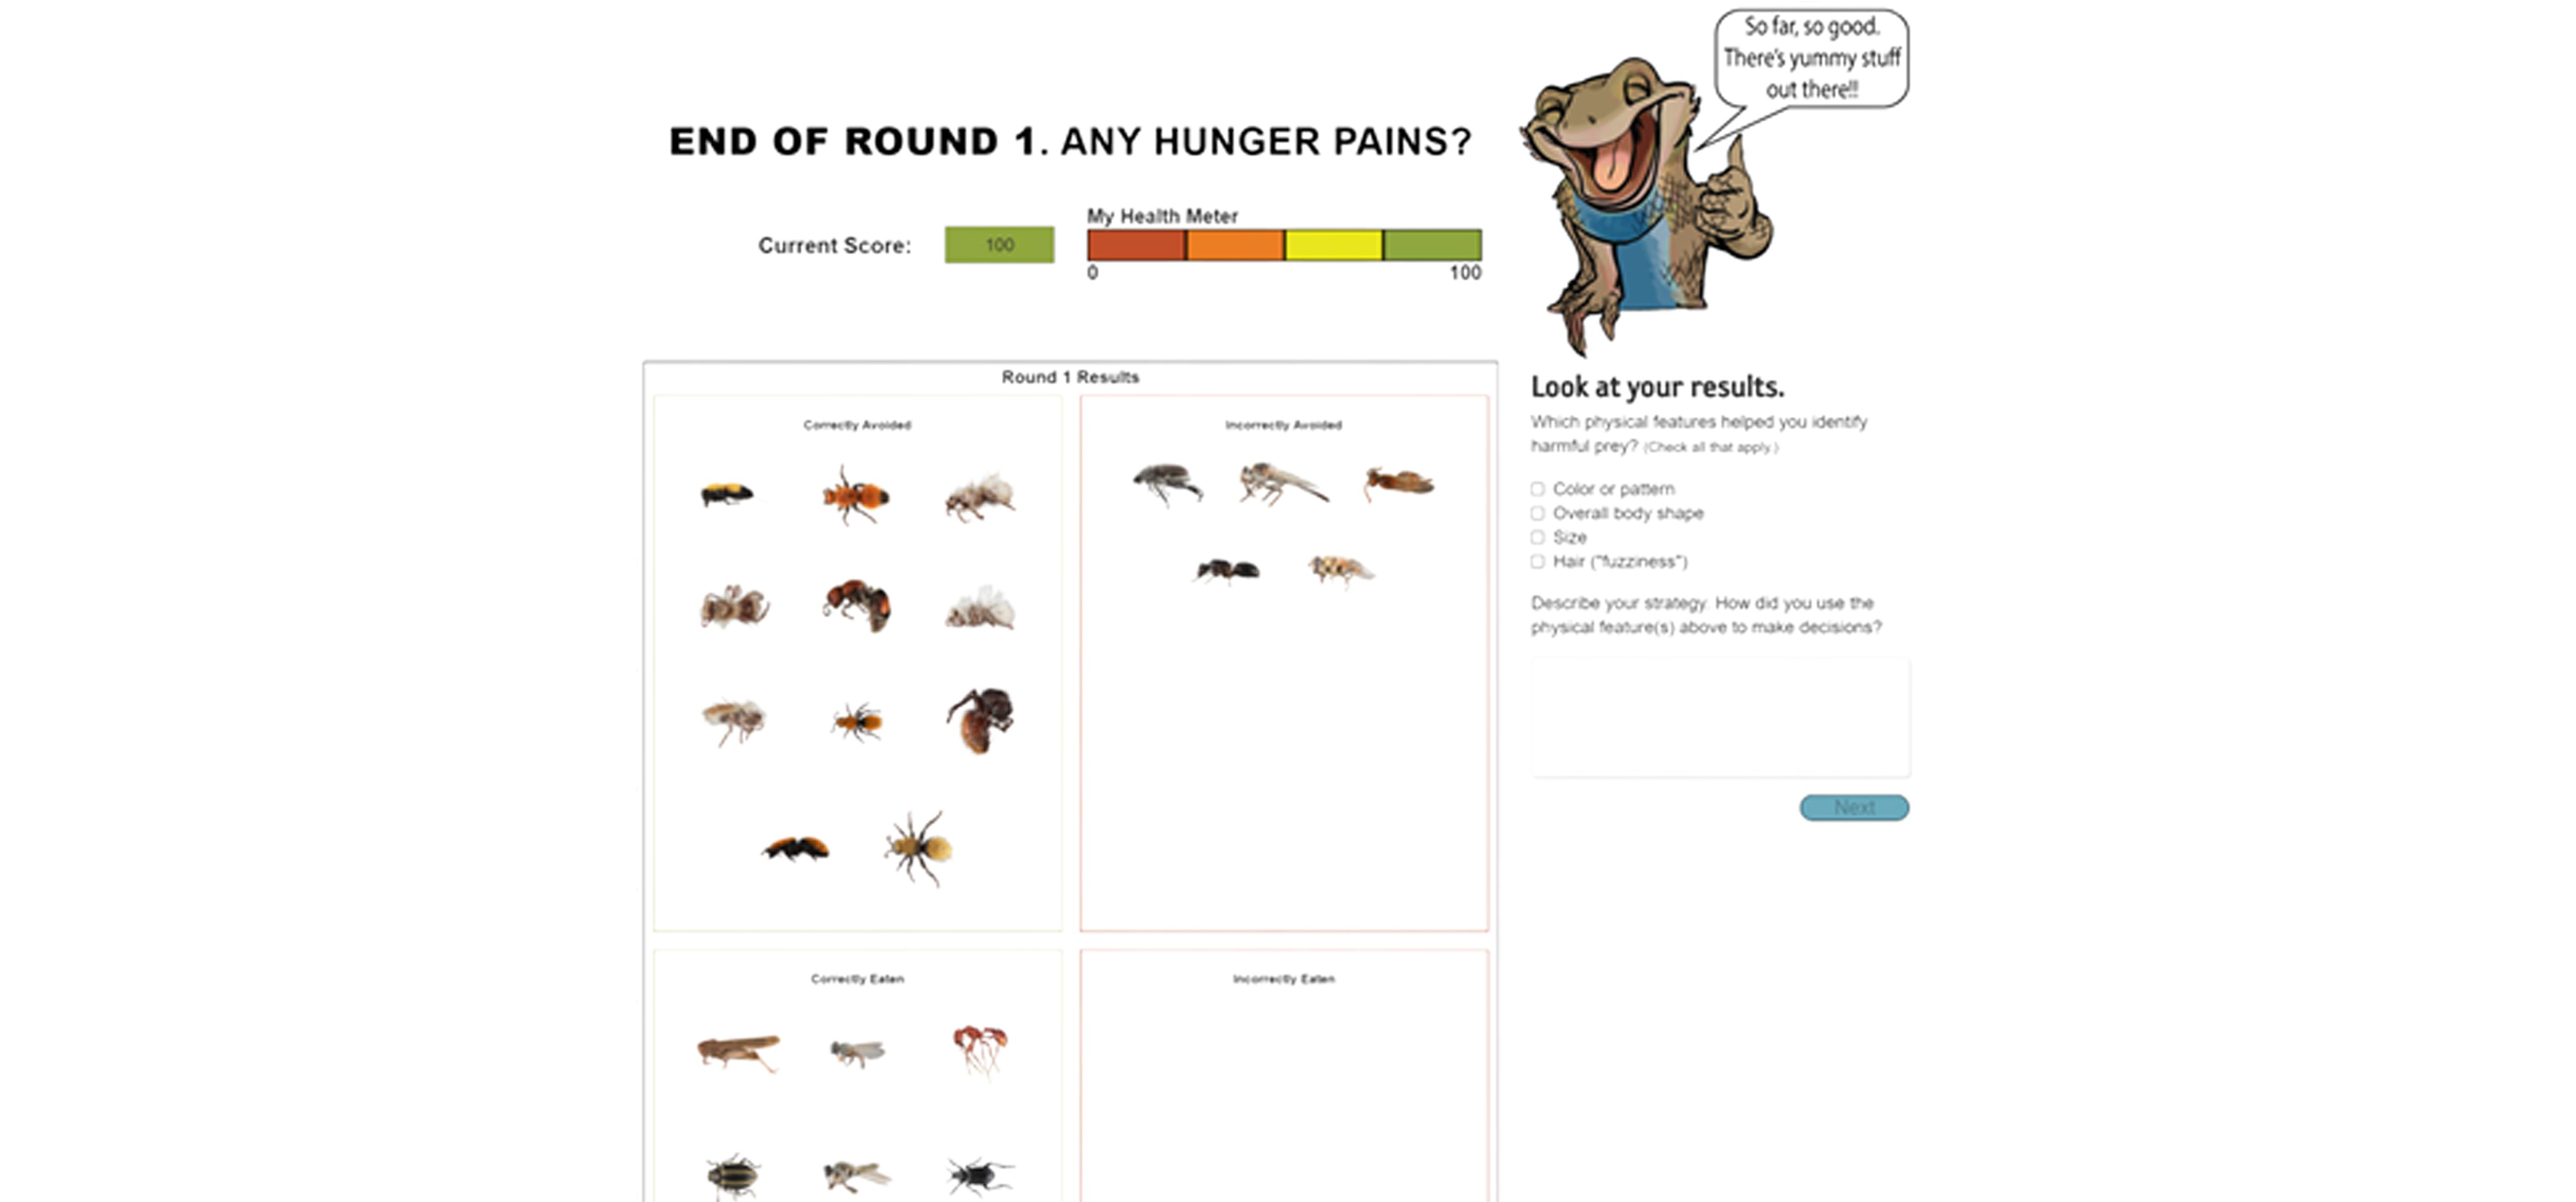 So far, so good.
There's yummy stuff
out there!!
END OF ROUND 1. ANY HUNGER PAINS?
My Health Meter
Current Score:
100
0
100
Round 1 Results
Correctly Avoided
Incorrectly Avoided
Correctly Eaten
Incorrectly Eaten
Look at your results.
Which physical features helped you identify
harmful prey? (Check all that apply.)
Color or pattern
Overall body shape
Size
Hair ("fuzziness")
Describe your strategy. How did you use the
physical feature(s) above to make decisions?
Next